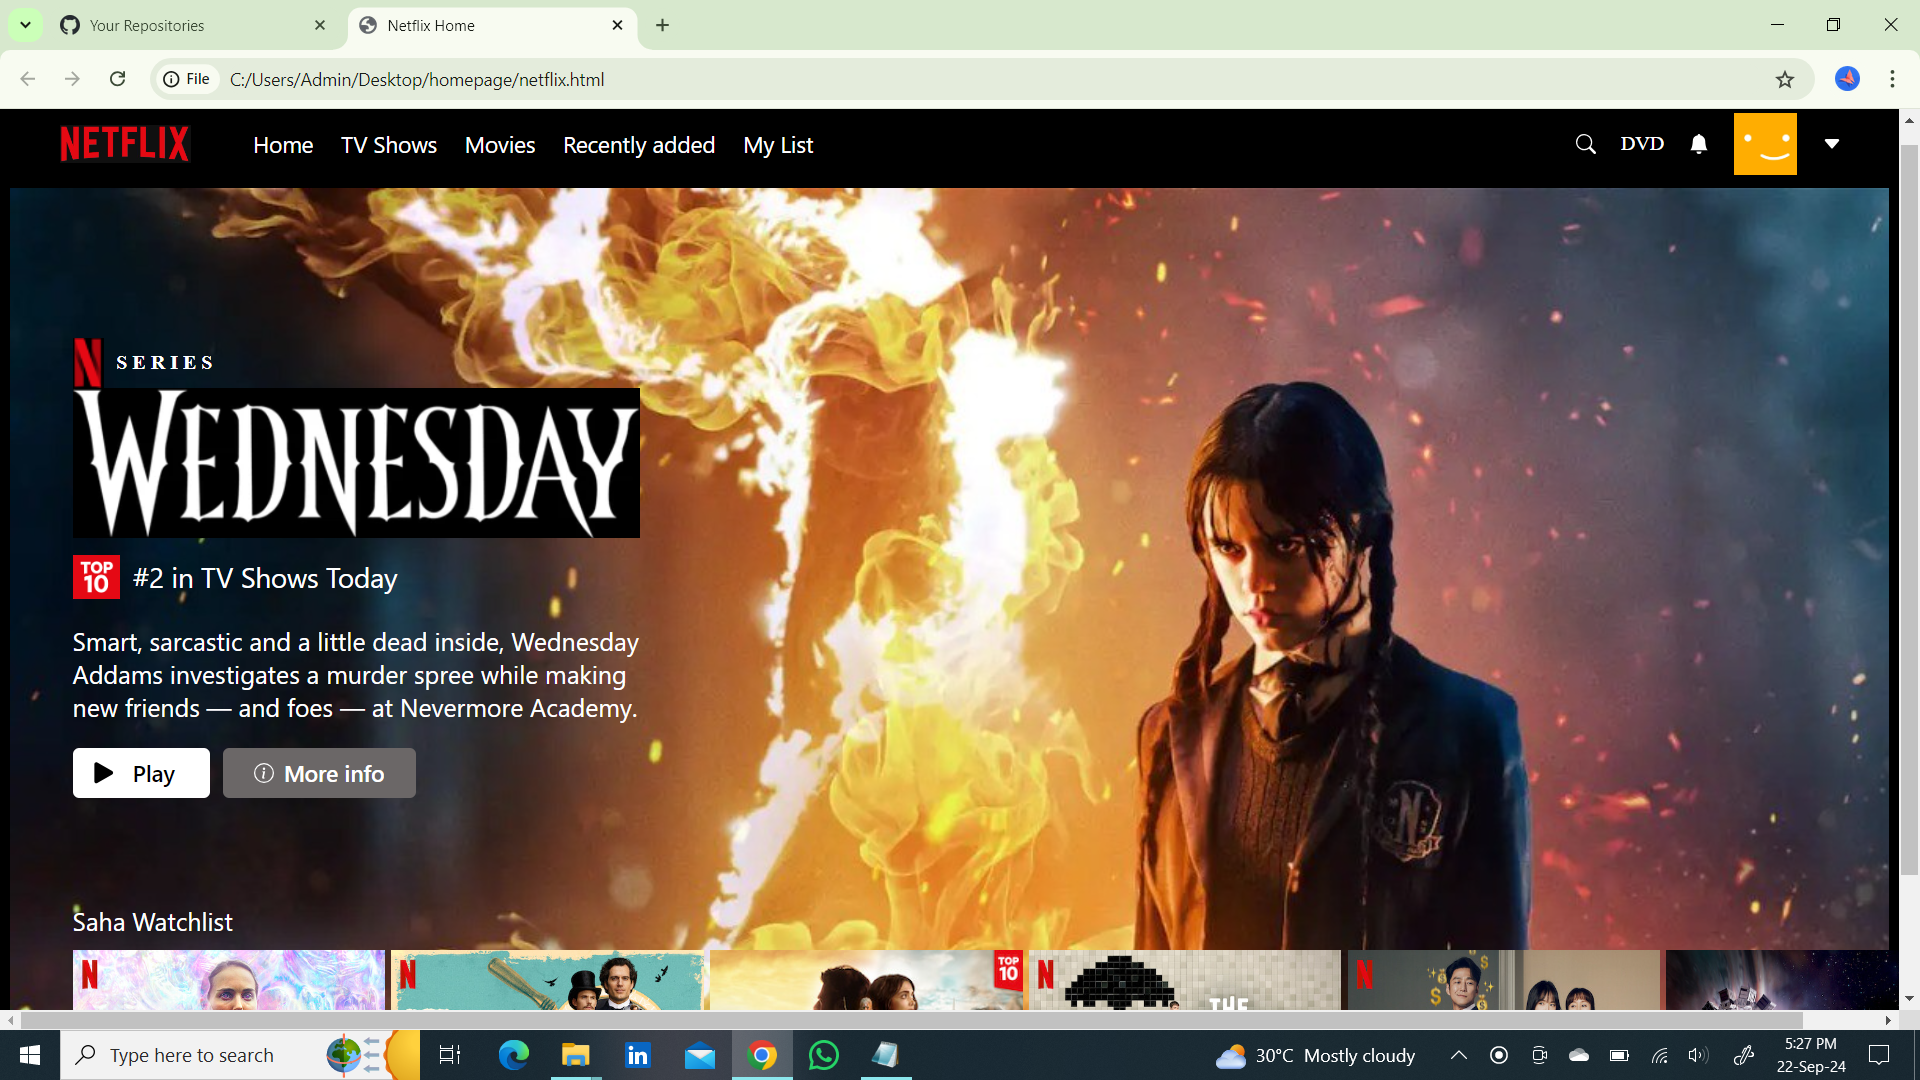 Your Repositories
Netflix Home
File
C:/Users/Admin/Desktop/homepage/netflix.html
NETFLIX
Home
TV Shows
Movies
Recently added
My List
DVD
N SERIES
WEDNESDAY
TOP 10
#2 in TV Shows Today
Smart, sarcastic and a little dead inside, Wednesday
Addams investigates a murder spree while making
new friends — and foes — at Nevermore Academy.
Play
More info
Saha Watchlist
N
N
TOP 10
N
THE
N
Type here to search
30°C Mostly cloudy
5:27 PM
22-Sep-24